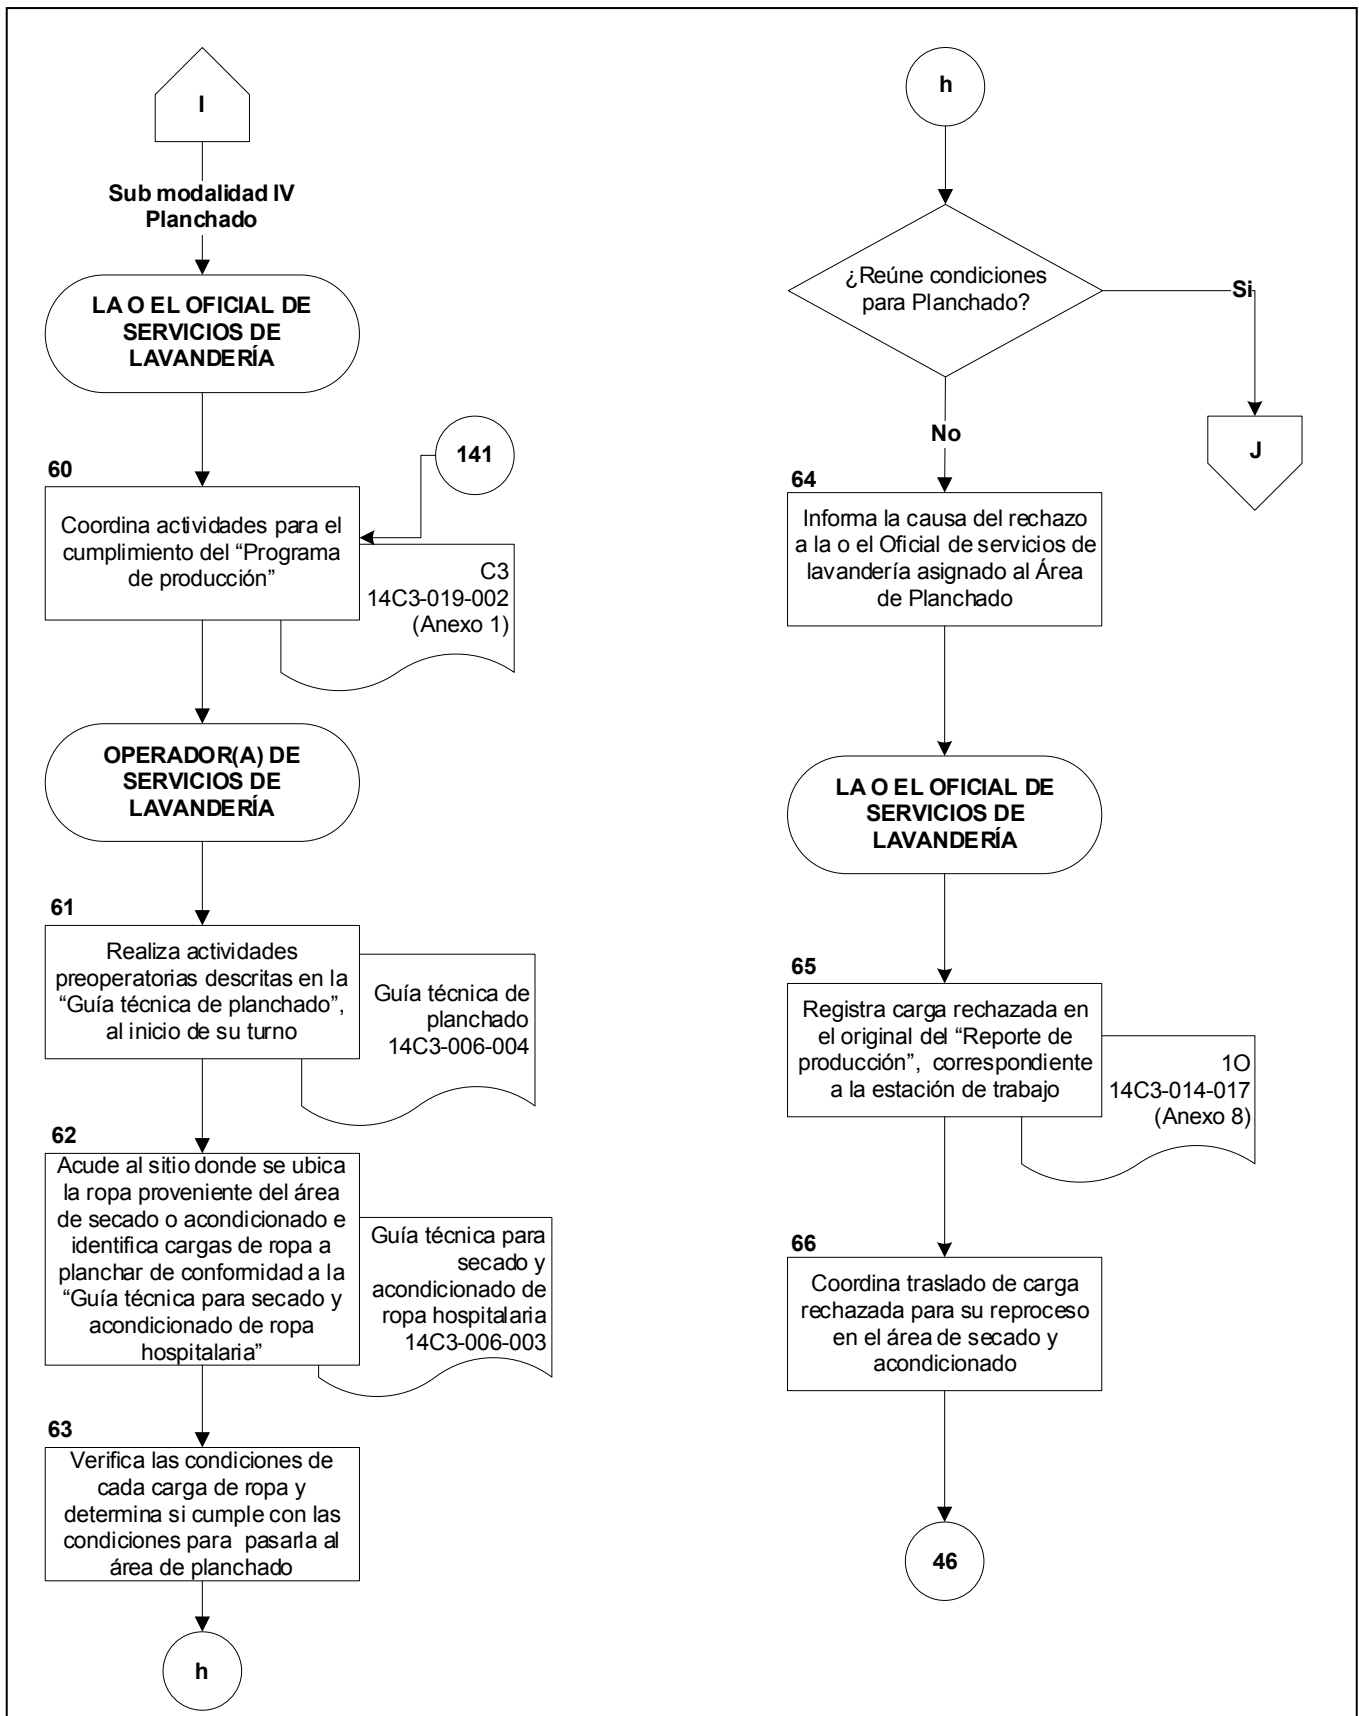 I
Sub modalidad IV
Planchado
LA O EL OFICIAL DE
SERVICIOS DE
LAVANDERÍA
141
60
Coordina actividades para el
cumplimiento del “Programa
de producción”
C3
14C3-019-002
(Anexo 1)
OPERADOR(A) DE
SERVICIOS DE
LAVANDERÍA
61
Realiza actividades
preoperatorias descritas en la
“Guía técnica de planchado”,
al inicio de su turno
Guía técnica de
planchado
14C3-006-004
62
Acude al sitio donde se ubica
la ropa proveniente del área
de secado o acondicionado e
identifica cargas de ropa a
planchar de conformidad a la
“Guía técnica para secado y
acondicionado de ropa
hospitalaria”
Guía técnica para
secado y
acondicionado de
ropa hospitalaria
14C3-006-003
63
Verifica las condiciones de
cada carga de ropa y
determina si cumple con las
condiciones para pasarla al
área de planchado
h
h
¿Reúne condiciones
para Planchado?
Si
J
No
64
Informa la causa del rechazo
a la o el Oficial de servicios de
lavandería asignado al Área
de Planchado
LA O EL OFICIAL DE
SERVICIOS DE
LAVANDERÍA
65
Registra carga rechazada en
el original del “Reporte de
producción”, correspondiente
a la estación de trabajo
1O
14C3-014-017
(Anexo 8)
66
Coordina traslado de carga
rechazada para su reproceso
en el área de secado y
acondicionado
46